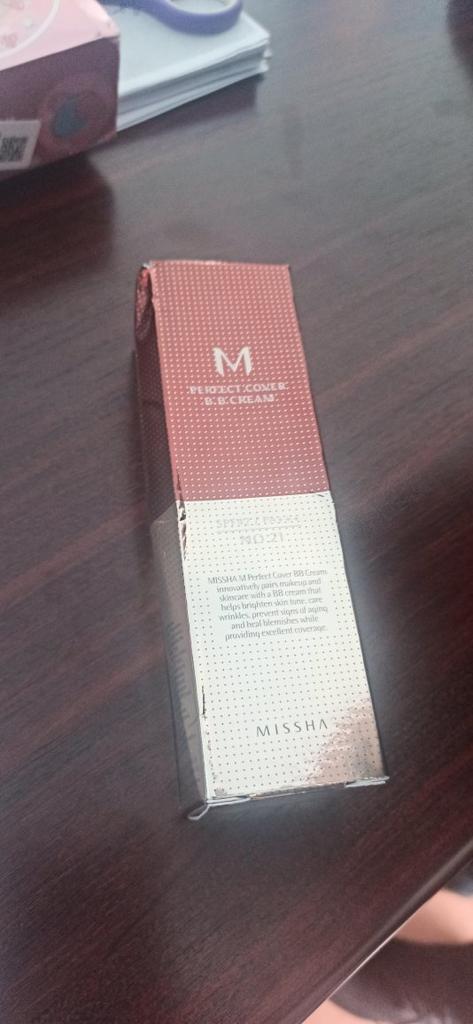 M
PERFECT COVER
B.B CREAM
NO.21
MISSHA M Perfect Cover BB Cream
innovatively pairs makeup and
skincare with a BB cream that
helps brighten skin tone, care
wrinkles, prevent signs of aging
and heal blemishes while
providing excellent coverage.
MISSHA